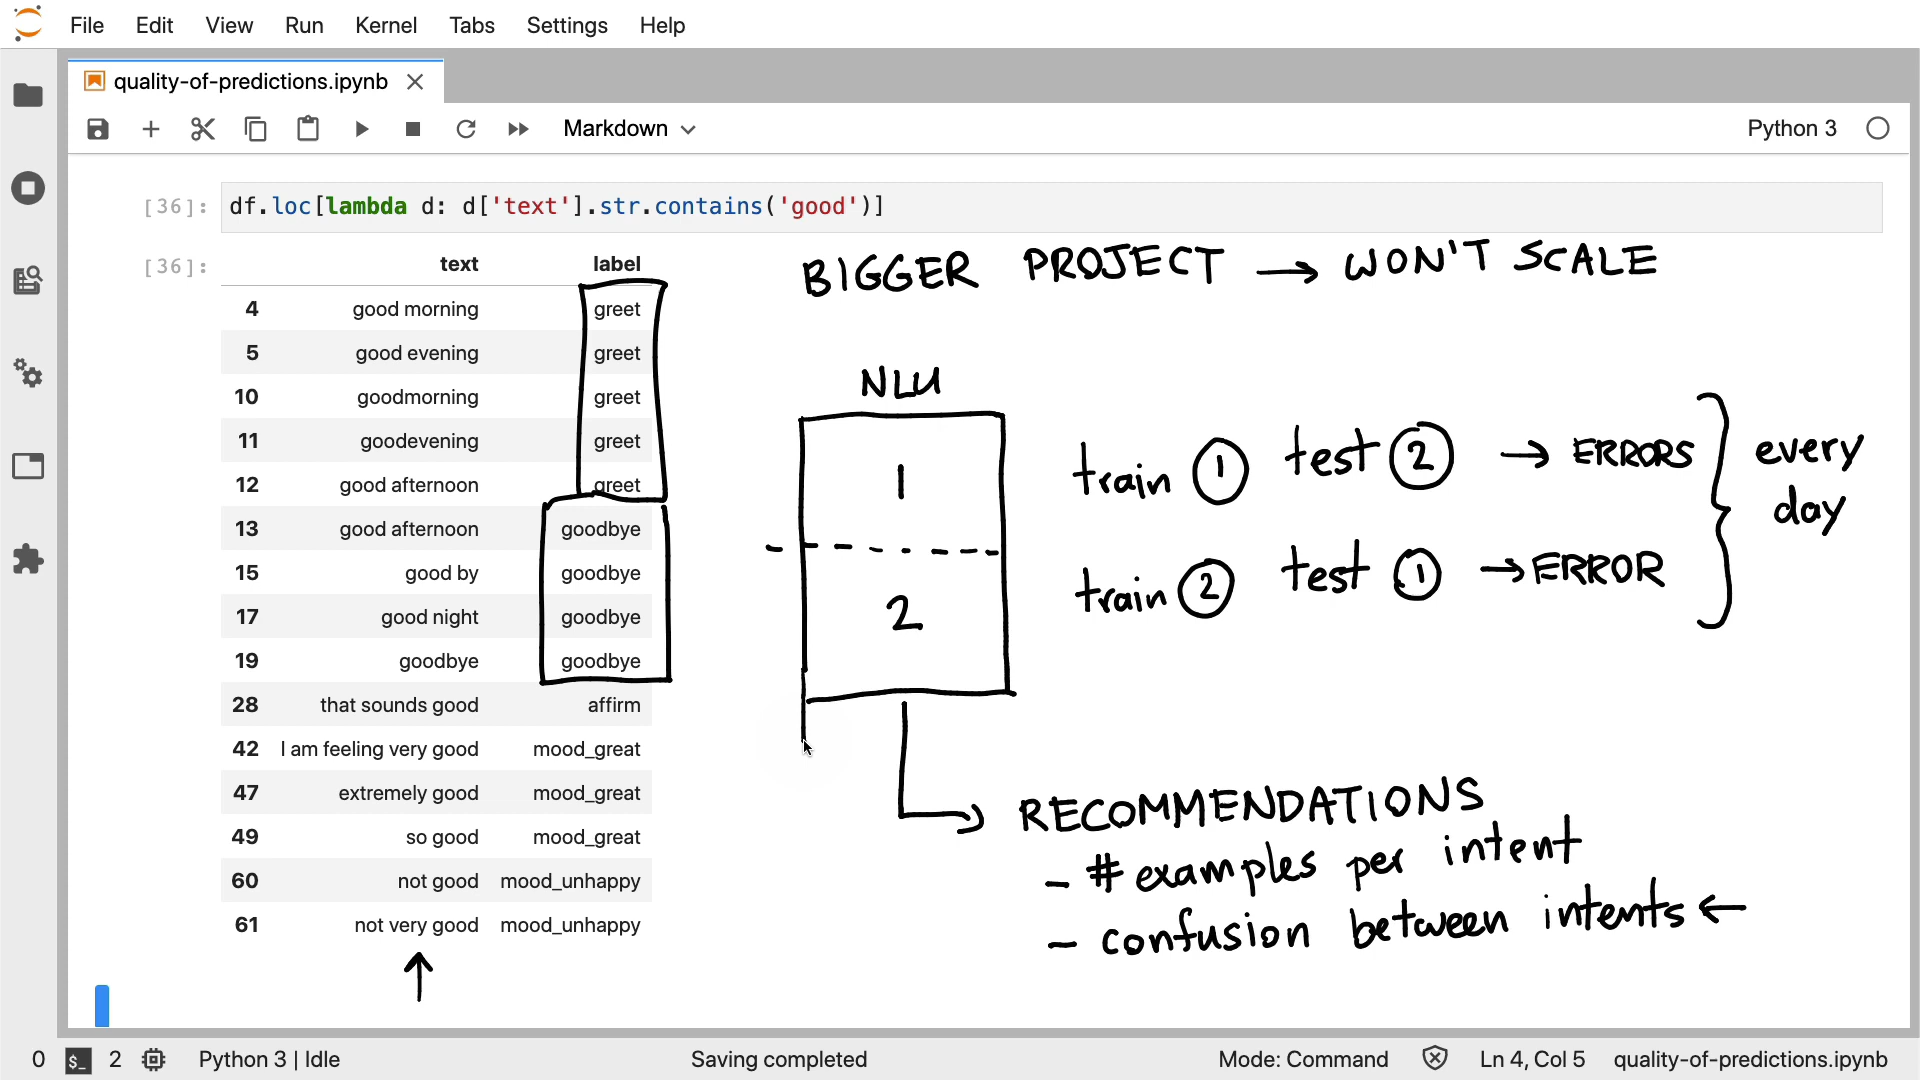 File Edit View Run Kernel Tabs Settings Help
quality-of-predictions.ipynb
Markdown Python 3
[36]: df.loc[lambda d: d['text'].str.contains('good')]
[36]: text label
4 good morning greet
5 good evening greet
10 goodmorning greet
11 goodevening greet
12 good afternoon greet
13 good afternoon goodbye
15 good by goodbye
17 good night goodbye
19 goodbye goodbye
28 that sounds good affirm
42 I am feeling very good mood_great
47 extremely good mood_great
49 so good mood_great
60 not good mood_unhappy
61 not very good mood_unhappy
BIGGER PROJECT → WON'T SCALE
NLU
1
2
train 1 test 2 → ERRORS
train 2 test 1 → ERROR
every
day
RECOMMENDATIONS
- # examples per intent
- confusion between intents ←
0 $_ 2 Python 3 | Idle Saving completed Mode: Command Ln 4, Col 5 quality-of-predictions.ipynb